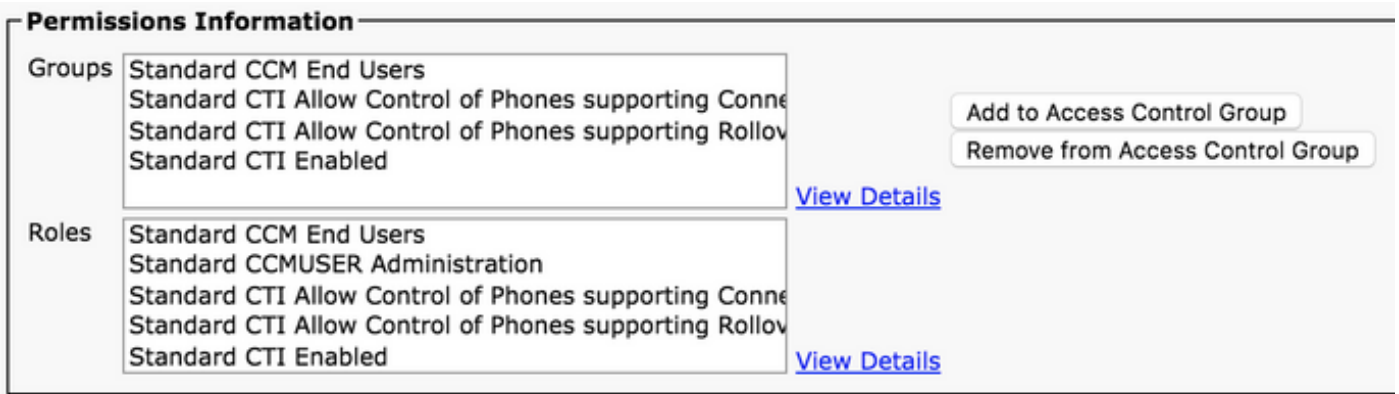 Permissions Information
Groups
Standard CCM End Users
Standard CTI Allow Control of Phones supporting Conne
Standard CTI Allow Control of Phones supporting Rollov
Standard CTI Enabled
Add to Access Control Group
Remove from Access Control Group
View Details
Roles
Standard CCM End Users
Standard CCMUSER Administration
Standard CTI Allow Control of Phones supporting Conne
Standard CTI Allow Control of Phones supporting Rollov
Standard CTI Enabled
View Details